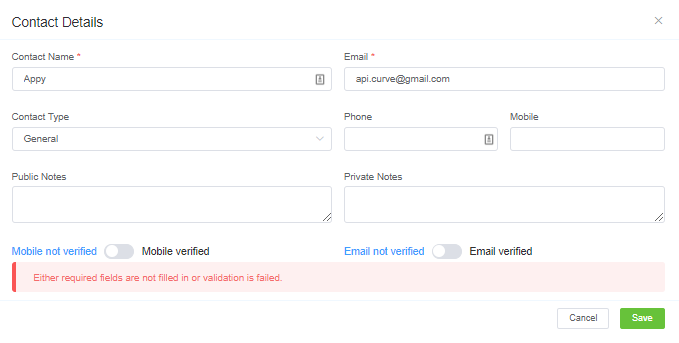 Contact Details
Contact Name *
Email *
Appy
api.curve@gmail.com
Contact Type
Phone
Mobile
General
Public Notes
Private Notes
Mobile not verified Mobile verified
Email not verified Email verified
Either required fields are not filled in or validation is failed.
Cancel
Save